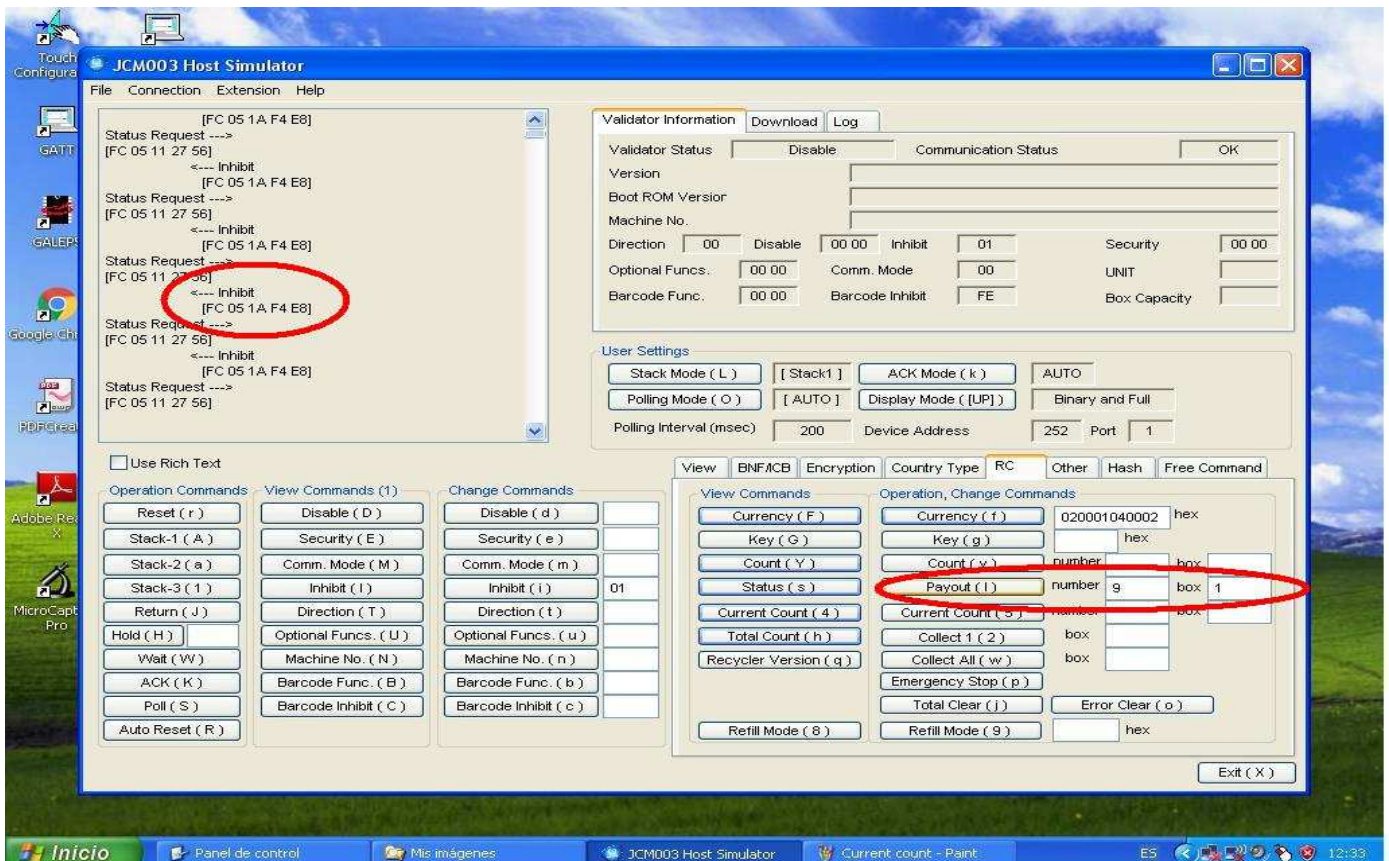 Touch
Configura
GATT
GALEPS
Google Chr
PDFCrea
Adobe Rea
X
MicroCapt
Pro
JCM003 Host Simulator
File Connection Extension Help
[FC 05 1A F4 E8]
Status Request --->
[FC 05 11 27 56]
<--- Inhibit
[FC 05 1A F4 E8]
Status Request --->
[FC 05 11 27 56]
<--- Inhibit
[FC 05 1A F4 E8]
Status Request --->
[FC 05 11 27 56]
<--- Inhibit
[FC 05 1A F4 E8]
Status Request --->
[FC 05 11 27 56]
<--- Inhibit
[FC 05 1A F4 E8]
Status Request --->
[FC 05 11 27 56]
Use Rich Text
Validator Information Download Log
Validator Status Disable Communication Status OK
Version
Boot ROM Version
Machine No.
Direction 00 Disable 00 00 Inhibit 01 Security 00 00
Optional Funcs. 00 00 Comm. Mode 00 UNIT
Barcode Func. 00 00 Barcode Inhibit FE Box Capacity
User Settings
Stack Mode ( L ) [ Stack1 ] ACK Mode ( k ) AUTO
Polling Mode ( O ) [ AUTO ] Display Mode ( [UP] ) Binary and Full
Polling Interval (msec) 200 Device Address 252 Port 1
Operation Commands View Commands (1) Change Commands
Reset ( r ) Disable ( D ) Disable ( d )
Stack-1 ( A ) Security ( E ) Security ( e )
Stack-2 ( a ) Comm. Mode ( M ) Comm. Mode ( m )
Stack-3 ( 1 ) Inhibit ( I ) Inhibit ( i ) 01
Return ( J ) Direction ( T ) Direction ( t )
Hold ( H ) Optional Funcs. ( U ) Optional Funcs. ( u )
Wait ( W ) Machine No. ( N ) Machine No. ( n )
ACK ( K ) Barcode Func. ( B ) Barcode Func. ( b )
Poll ( S ) Barcode Inhibit ( C ) Barcode Inhibit ( c )
Auto Reset ( R )
View BNF/ICB Encryption Country Type RC Other Hash Free Command
View Commands Operation, Change Commands
Currency ( F ) Currency ( f ) 020001040002 hex
Key ( G ) Key ( g ) hex
Count ( Y ) Count ( y ) number box
Status ( s ) Payout ( l ) number 9 box 1
Current Count ( 4 ) Current Count ( 5 ) number
Total Count ( h ) Collect 1 ( 2 ) box
Recycler Version ( q ) Collect All ( w ) box
Emergency Stop ( p )
Total Clear ( j ) Error Clear ( o )
Refill Mode ( 8 ) Refill Mode ( 9 ) hex
Exit ( X )
Inicio Panel de control Mis imágenes JCM003 Host Simulator Current count - Paint ES 12:33